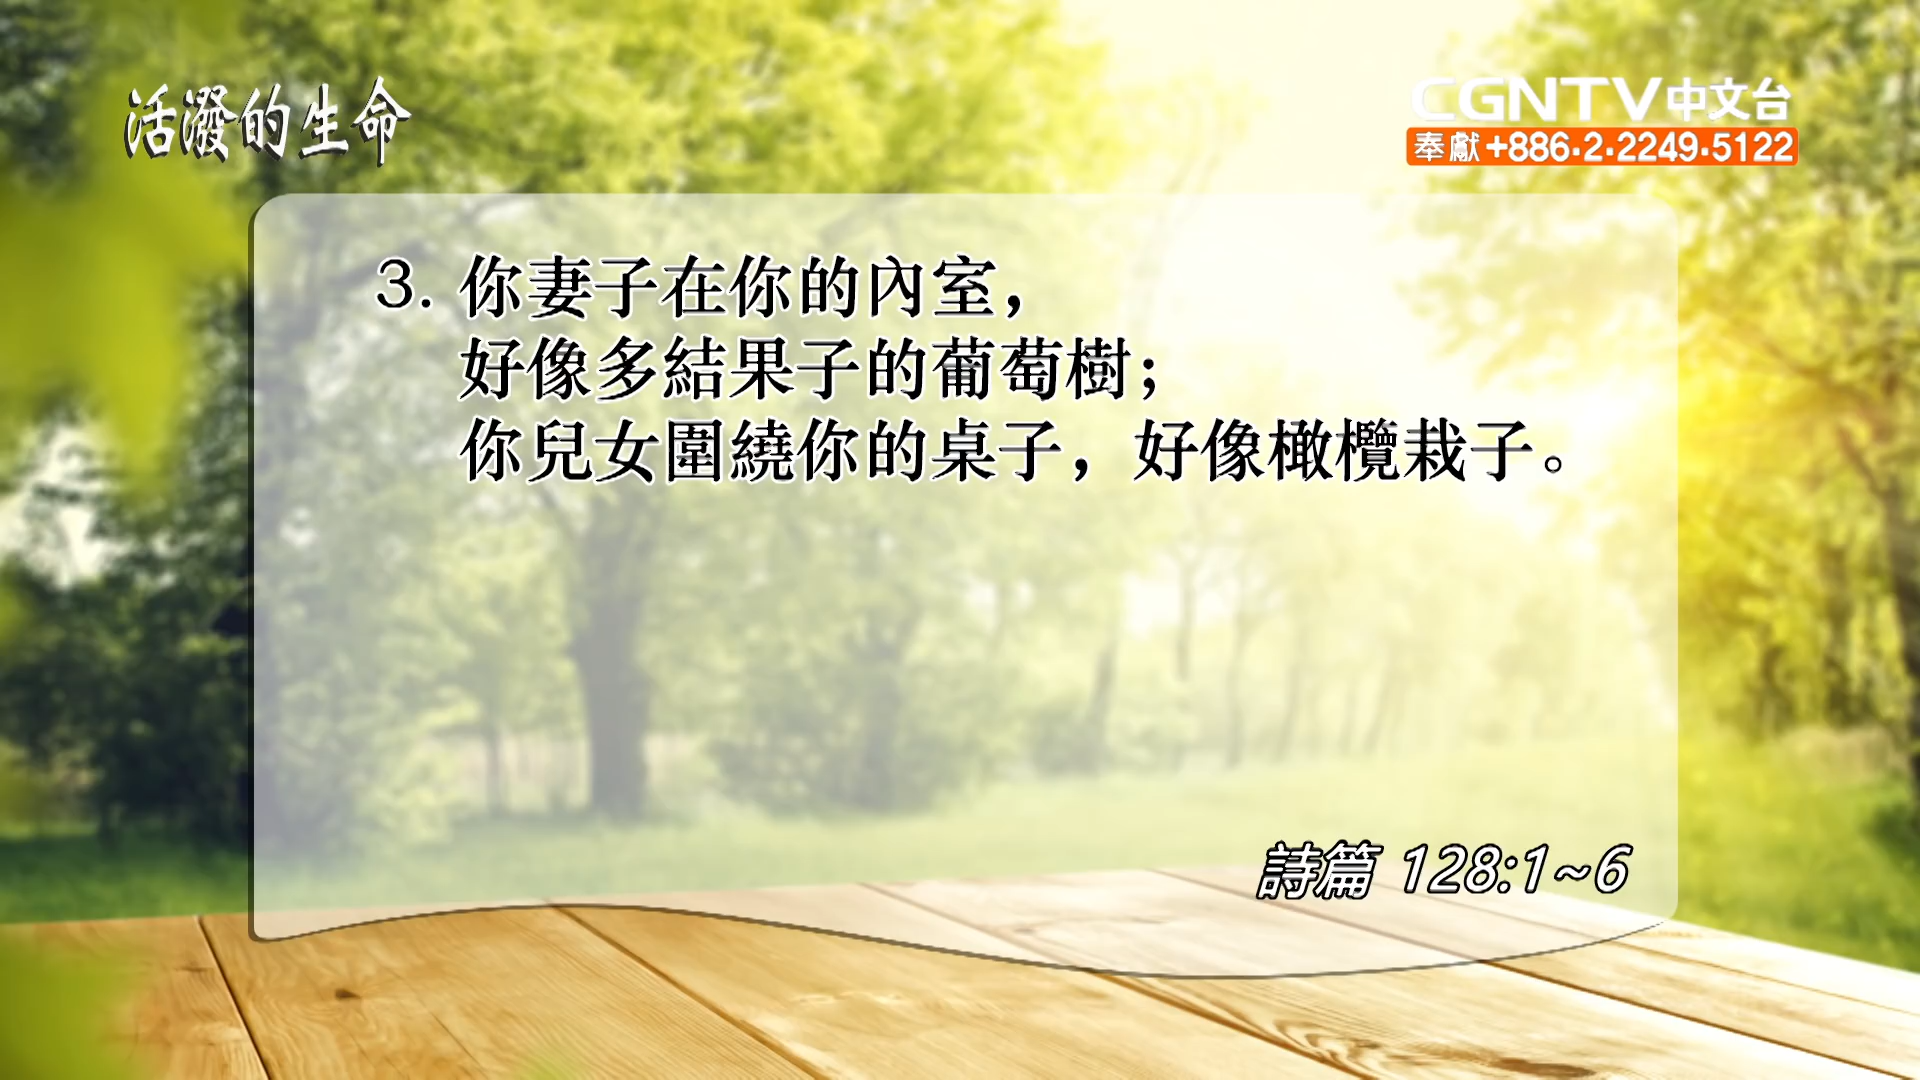 活潑的生命
CGNTV中文台
奉獻+886·2·2249·5122
3. 你妻子在你的內室，
好像多結果子的葡萄樹；
你兒女圍繞你的桌子，好像橄欖栽子。
詩篇 128:1~6